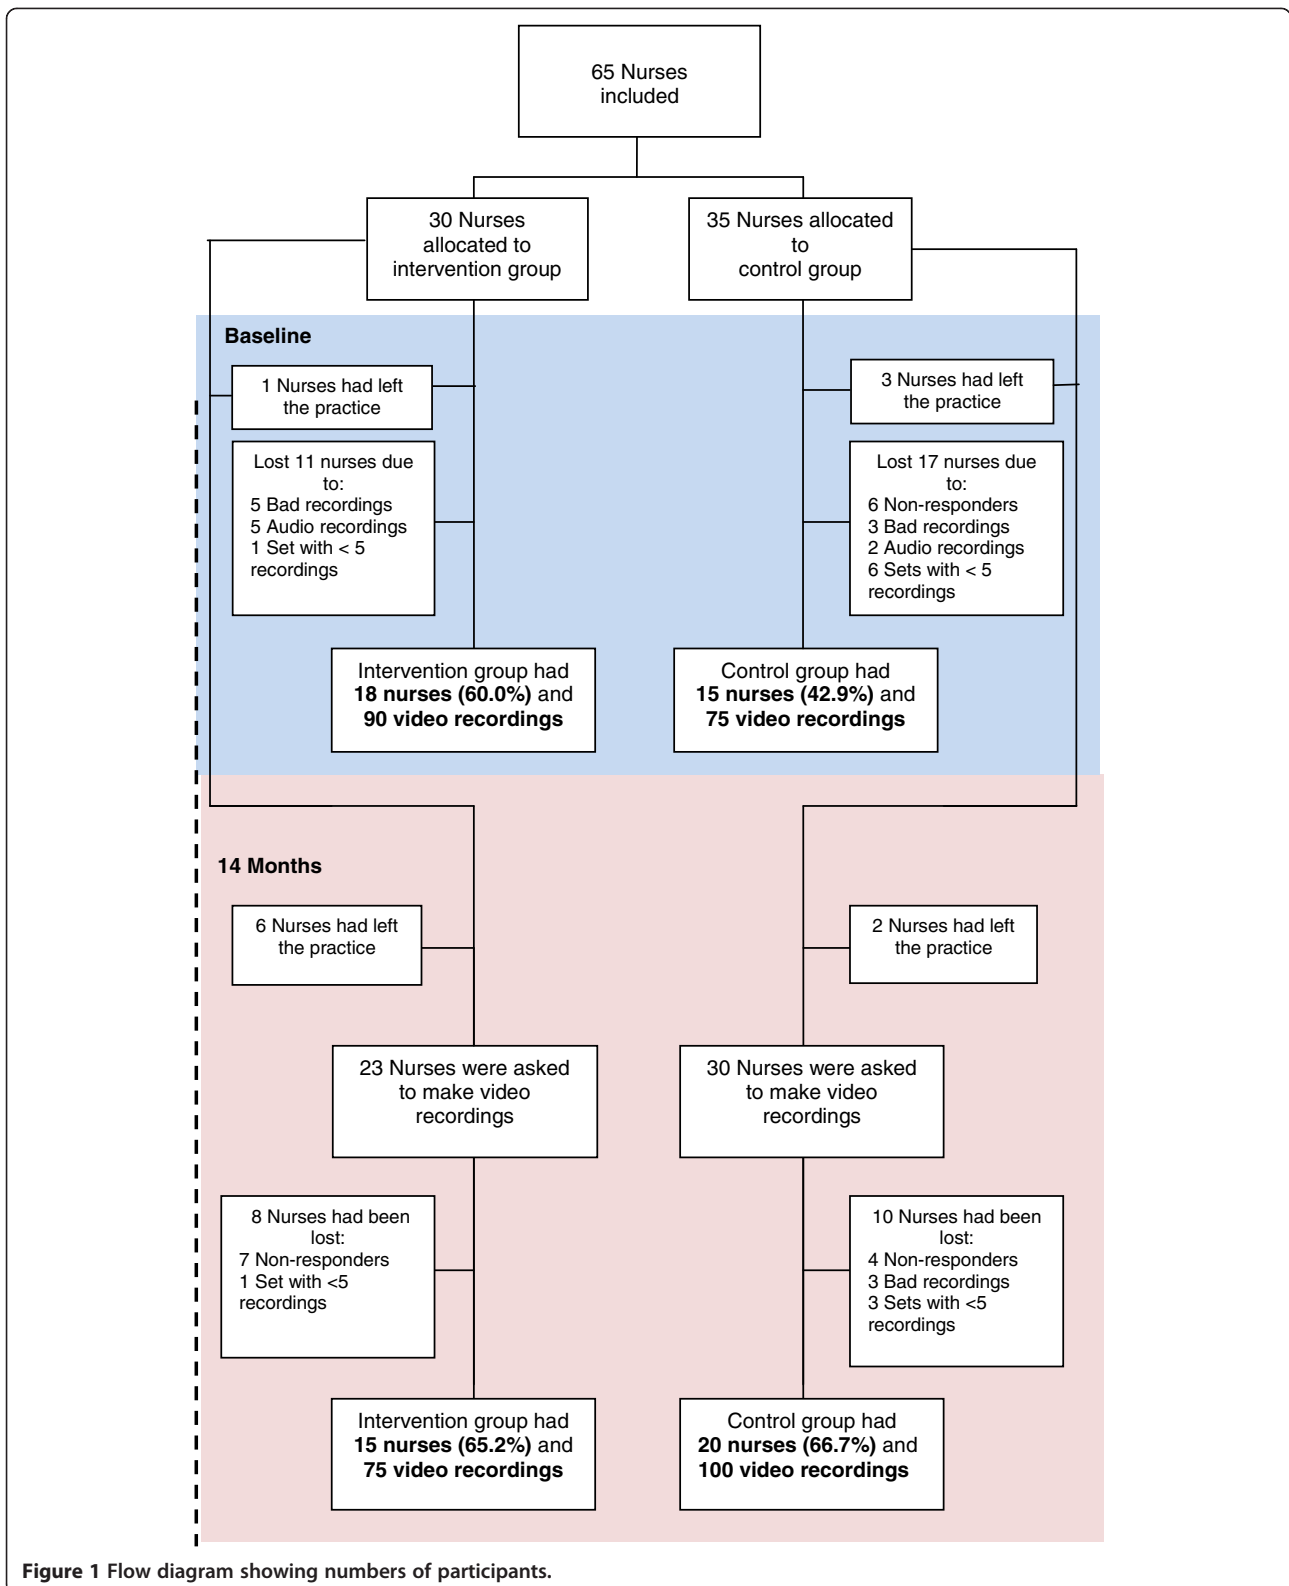 65 Nurses
included
30 Nurses
allocated to
intervention group
35 Nurses allocated
to
control group
Baseline
1 Nurses had left
the practice
3 Nurses had left
the practice
Lost 11 nurses due
to:
5 Bad recordings
5 Audio recordings
1 Set with < 5
recordings
Lost 17 nurses due
to:
6 Non-responders
3 Bad recordings
2 Audio recordings
6 Sets with < 5
recordings
Intervention group had
18 nurses (60.0%) and
90 video recordings
Control group had
15 nurses (42.9%) and
75 video recordings
14 Months
6 Nurses had left
the practice
2 Nurses had left
the practice
23 Nurses were asked
to make video
recordings
30 Nurses were asked
to make video
recordings
8 Nurses had been
lost:
7 Non-responders
1 Set with <5
recordings
10 Nurses had been
lost:
4 Non-responders
3 Bad recordings
3 Sets with <5
recordings
Intervention group had
15 nurses (65.2%) and
75 video recordings
Control group had
20 nurses (66.7%) and
100 video recordings
Figure 1 Flow diagram showing numbers of participants.